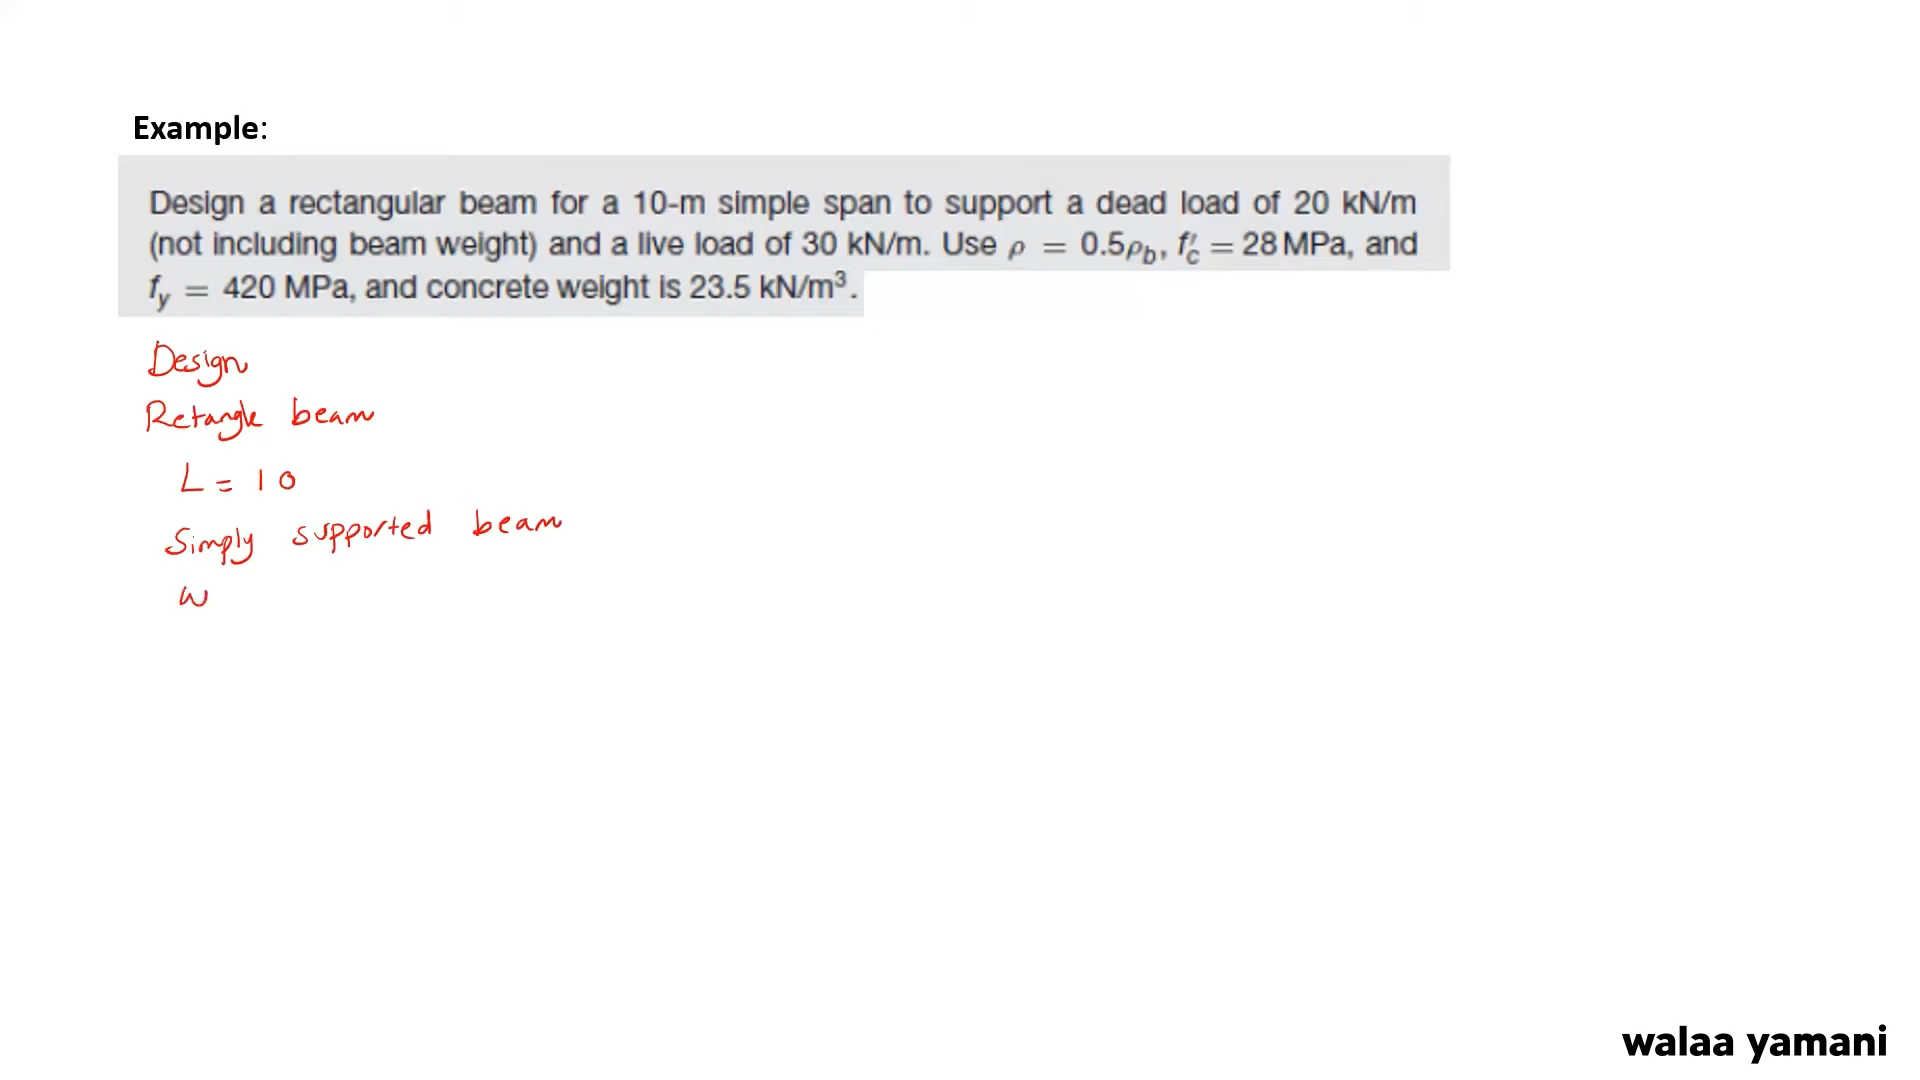 Example:
Design a rectangular beam for a 10-m simple span to support a dead load of 20 kN/m
(not including beam weight) and a live load of 30 kN/m. Use ρ = 0.5ρb, f′c = 28 MPa, and
fy = 420 MPa, and concrete weight is 23.5 kN/m³.
Design
Retangle beam
L = 10
Simply supported beam
w
walaa yamani